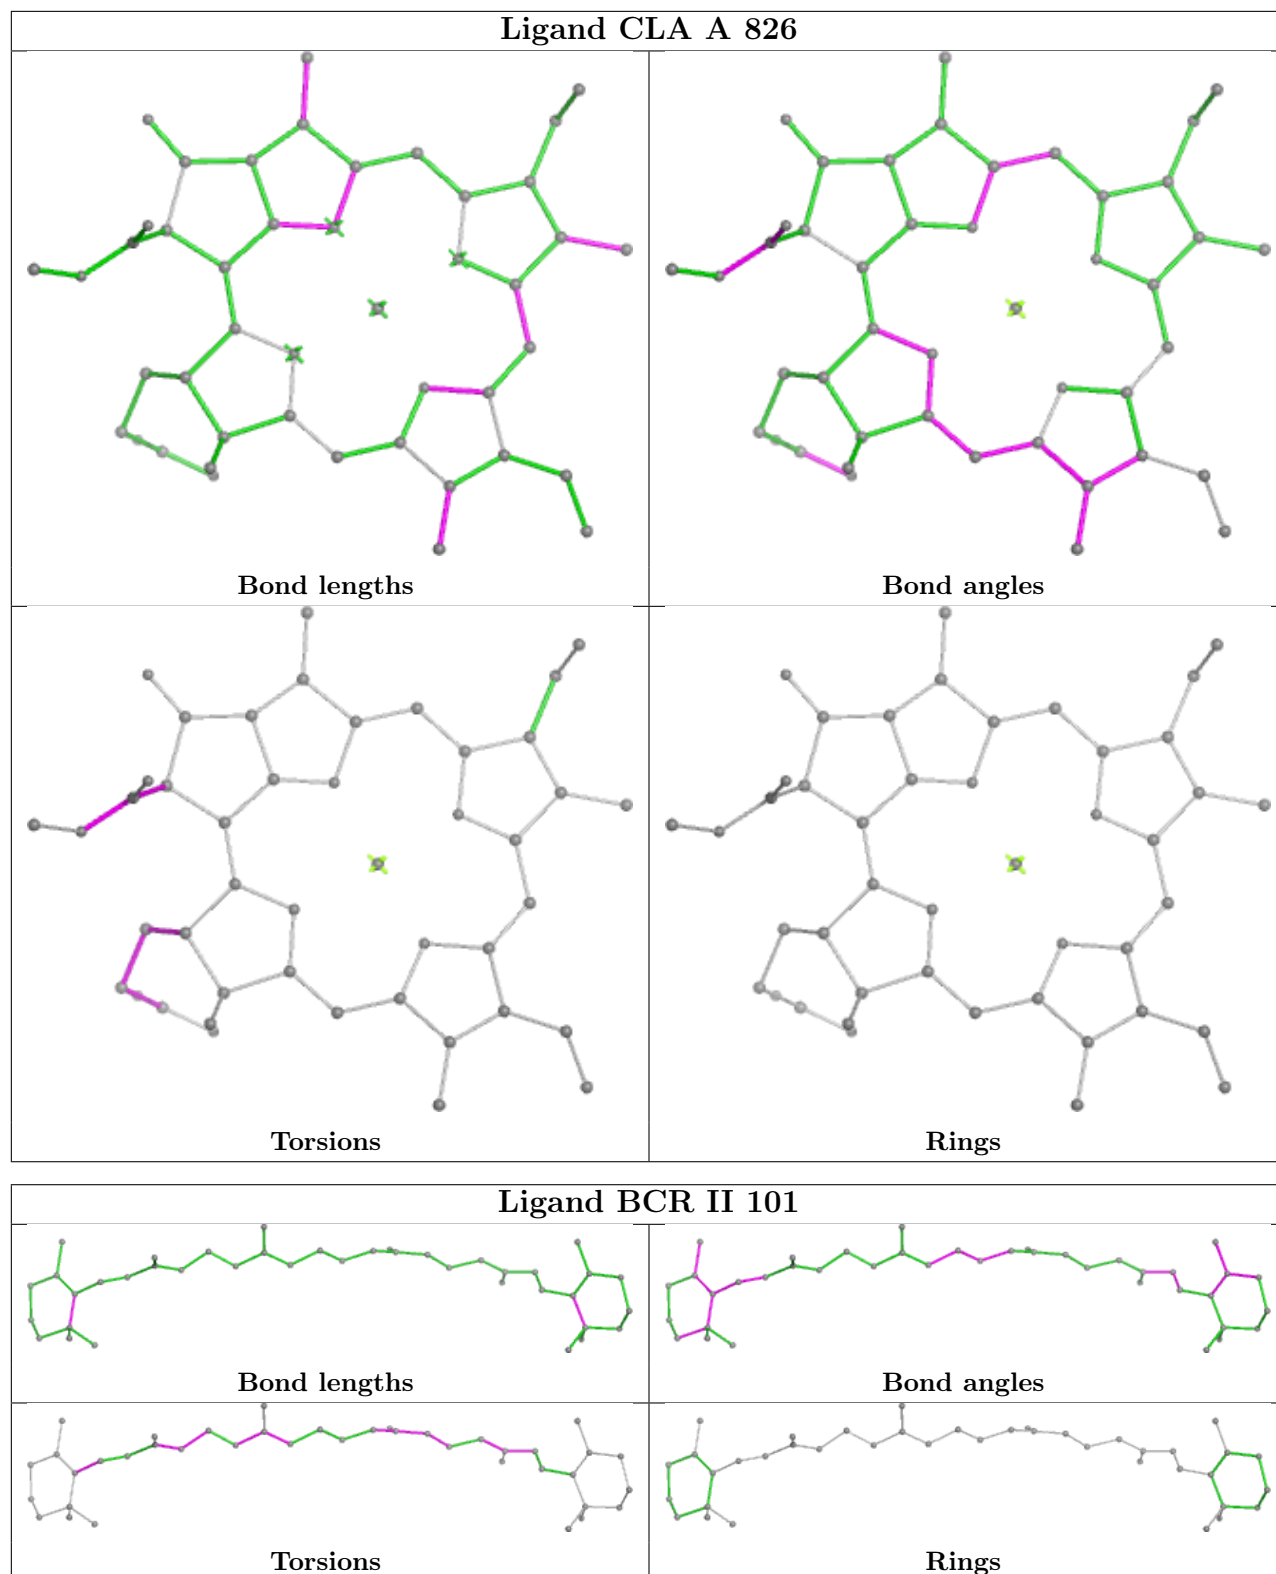 Ligand CLA A 826
Bond lengths
Bond angles
Torsions
Rings
Ligand BCR II 101
Bond lengths
Bond angles
Torsions
Rings